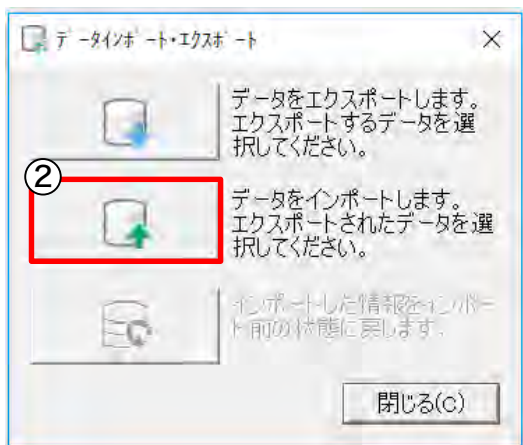 ﾃﾞｰﾀｲﾝﾎﾟｰﾄ・ｴｸｽﾎﾟｰﾄ
データをエクスポートします。
エクスポートするデータを選
択してください。
②
データをインポートします。
エクスポートされたデータを選
択してください。
インポートした情報をインポー
ト前の状態に戻します。
閉じる(C)